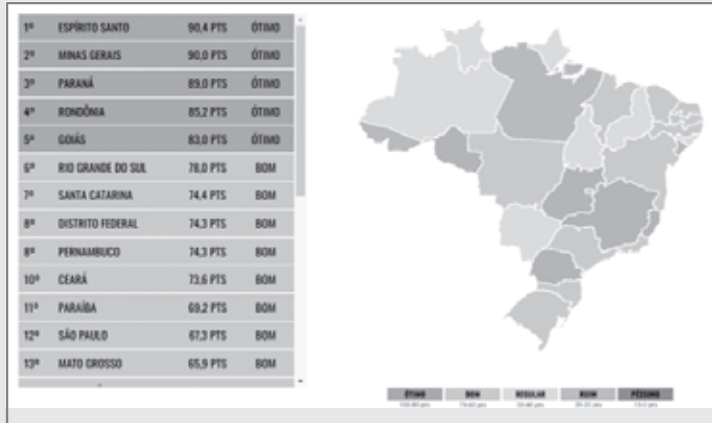 1º ESPÍRITO SANTO 90,4 PTS ÓTIMO
2º MINAS GERAIS 90,0 PTS ÓTIMO
3º PARANÁ 89,0 PTS ÓTIMO
4º RONDÔNIA 85,2 PTS ÓTIMO
5º GOIÁS 83,0 PTS ÓTIMO
6º RIO GRANDE DO SUL 78,0 PTS BOM
7º SANTA CATARINA 74,4 PTS BOM
8º DISTRITO FEDERAL 74,3 PTS BOM
8º PERNAMBUCO 74,3 PTS BOM
10º CEARÁ 73,6 PTS BOM
11º PARAÍBA 69,2 PTS BOM
12º SÃO PAULO 67,3 PTS BOM
13º MATO GROSSO 65,9 PTS BOM
ÓTIMO BOM REGULAR RUIM PÉSSIMO